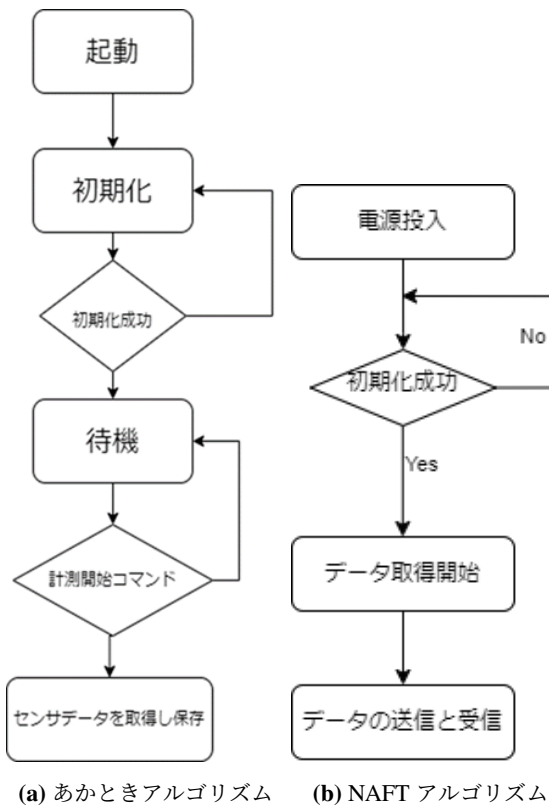 起動
初期化
初期化成功
待機
計測開始コマンド
センサデータを取得し保存
(a) あかときアルゴリズム
電源投入
No
初期化成功
Yes
データ取得開始
データの送信と受信
(b) NAFT アルゴリズム